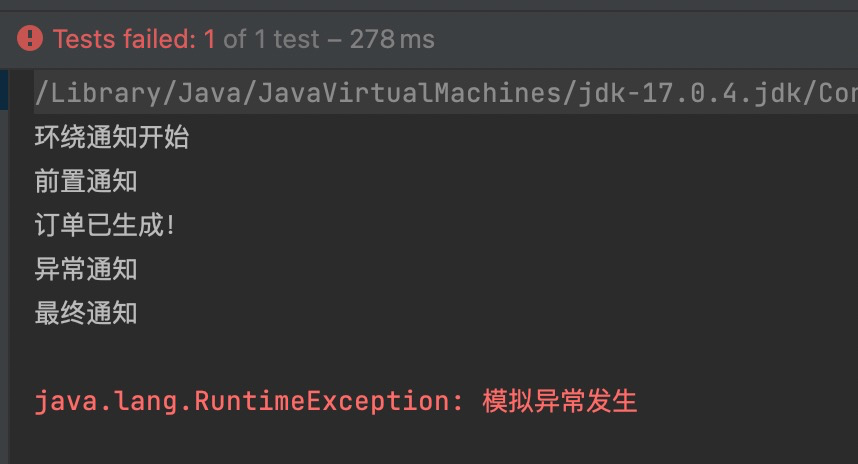 Tests failed: 1 of 1 test – 278 ms
/Library/Java/JavaVirtualMachines/jdk-17.0.4.jdk/Con
环绕通知开始
前置通知
订单已生成!
异常通知
最终通知
java.lang.RuntimeException: 模拟异常发生